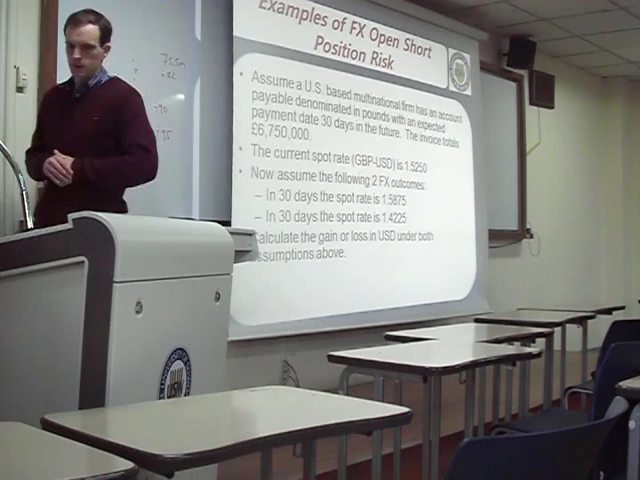 Examples of FX Open Short
Position Risk
• Assume a U.S. based multinational firm has an account
payable denominated in pounds with an expected
payment date 30 days in the future. The invoice totals
£6,750,000.
• The current spot rate (GBP-USD) is 1.5250
• Now assume the following 2 FX outcomes:
– In 30 days the spot rate is 1.5875
– In 30 days the spot rate is 1.4225
Calculate the gain or loss in USD under both
assumptions above.